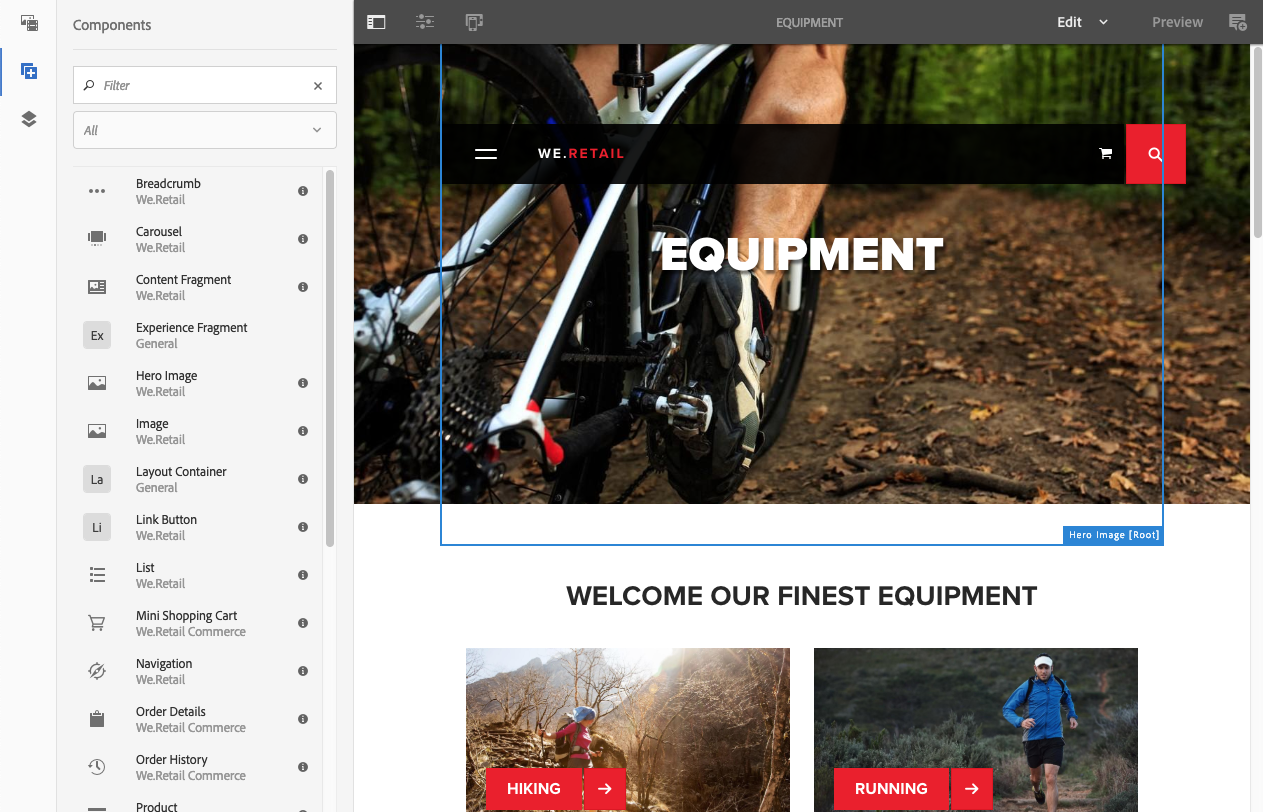 Components
EQUIPMENT
Edit
Preview
Filter
All
Breadcrumb
We.Retail
Carousel
We.Retail
Content Fragment
We.Retail
Ex
Experience Fragment
General
Hero Image
We.Retail
Image
We.Retail
La
Layout Container
General
Li
Link Button
We.Retail
List
We.Retail
Mini Shopping Cart
We.Retail Commerce
Navigation
We.Retail
Order Details
We.Retail Commerce
Order History
We.Retail Commerce
Product
WE.RETAIL
EQUIPMENT
Hero Image [Root]
WELCOME OUR FINEST EQUIPMENT
HIKING
RUNNING